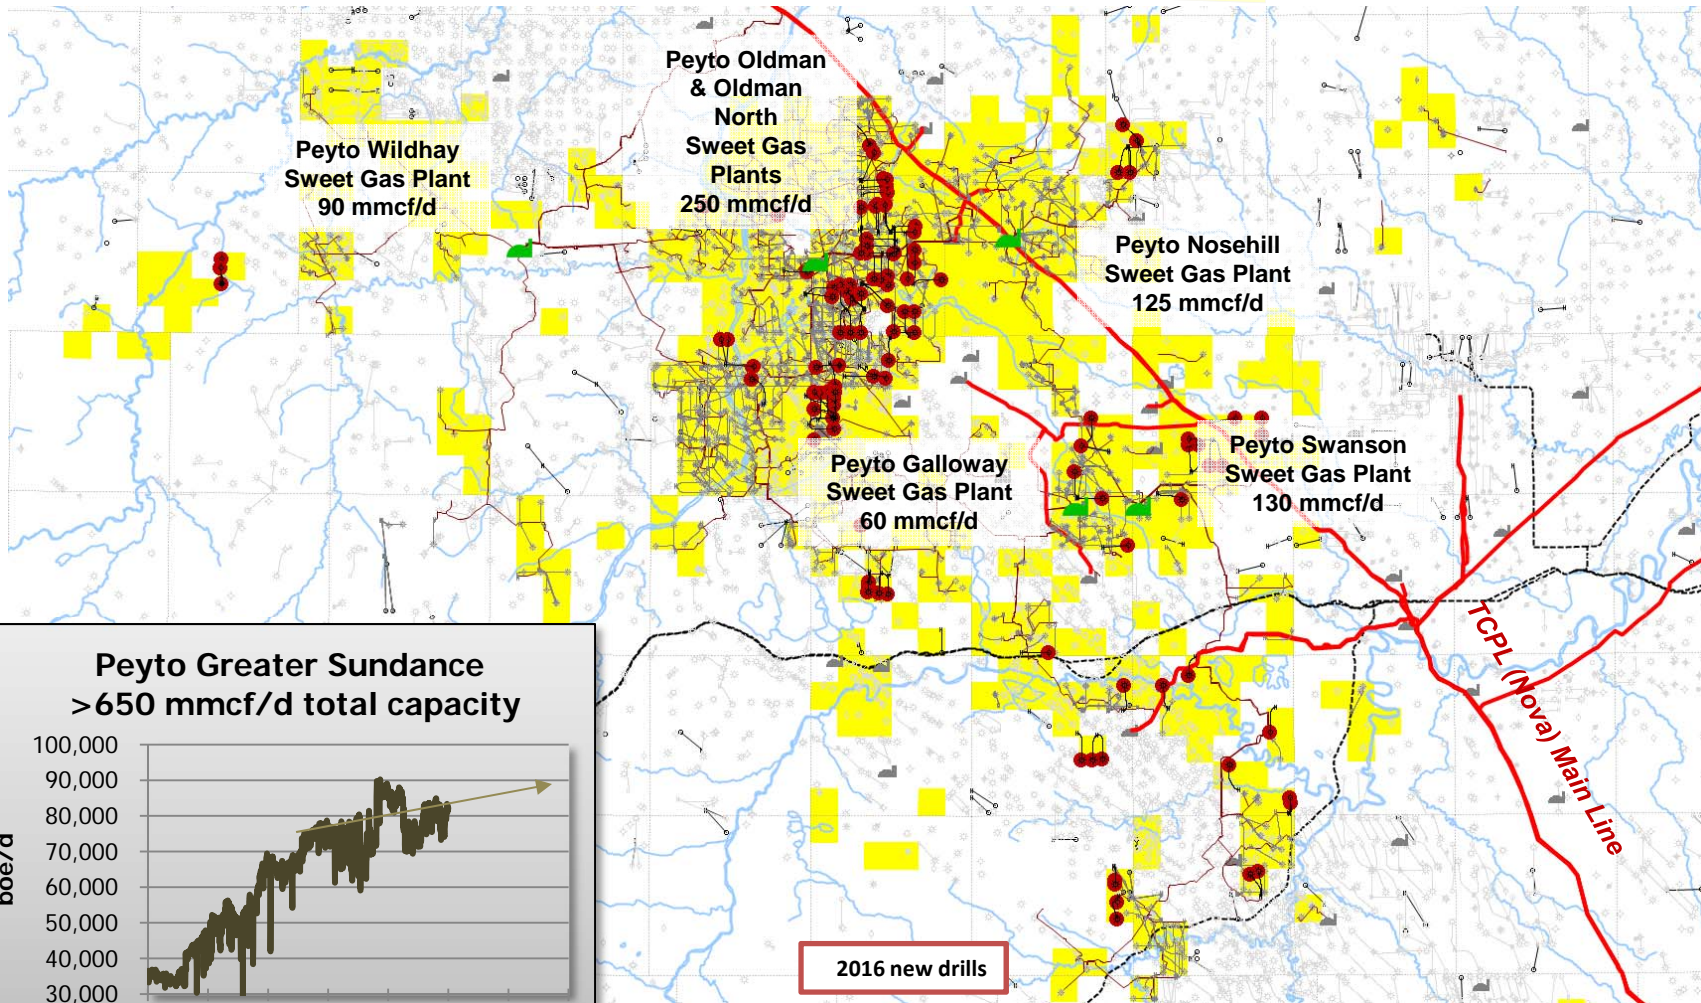 Peyto Oldman
& Oldman
North
Sweet Gas
Plants
250 mmcf/d
Peyto Wildhay
Sweet Gas Plant
90 mmcf/d
Peyto Nosehill
Sweet Gas Plant
125 mmcf/d
Peyto Galloway
Sweet Gas Plant
60 mmcf/d
Peyto Swanson
Sweet Gas Plant
130 mmcf/d
TCPL (Nova) Main Line
Peyto Greater Sundance
>650 mmcf/d total capacity
boe/d
100,000
90,000
80,000
70,000
60,000
50,000
40,000
30,000
2016 new drills